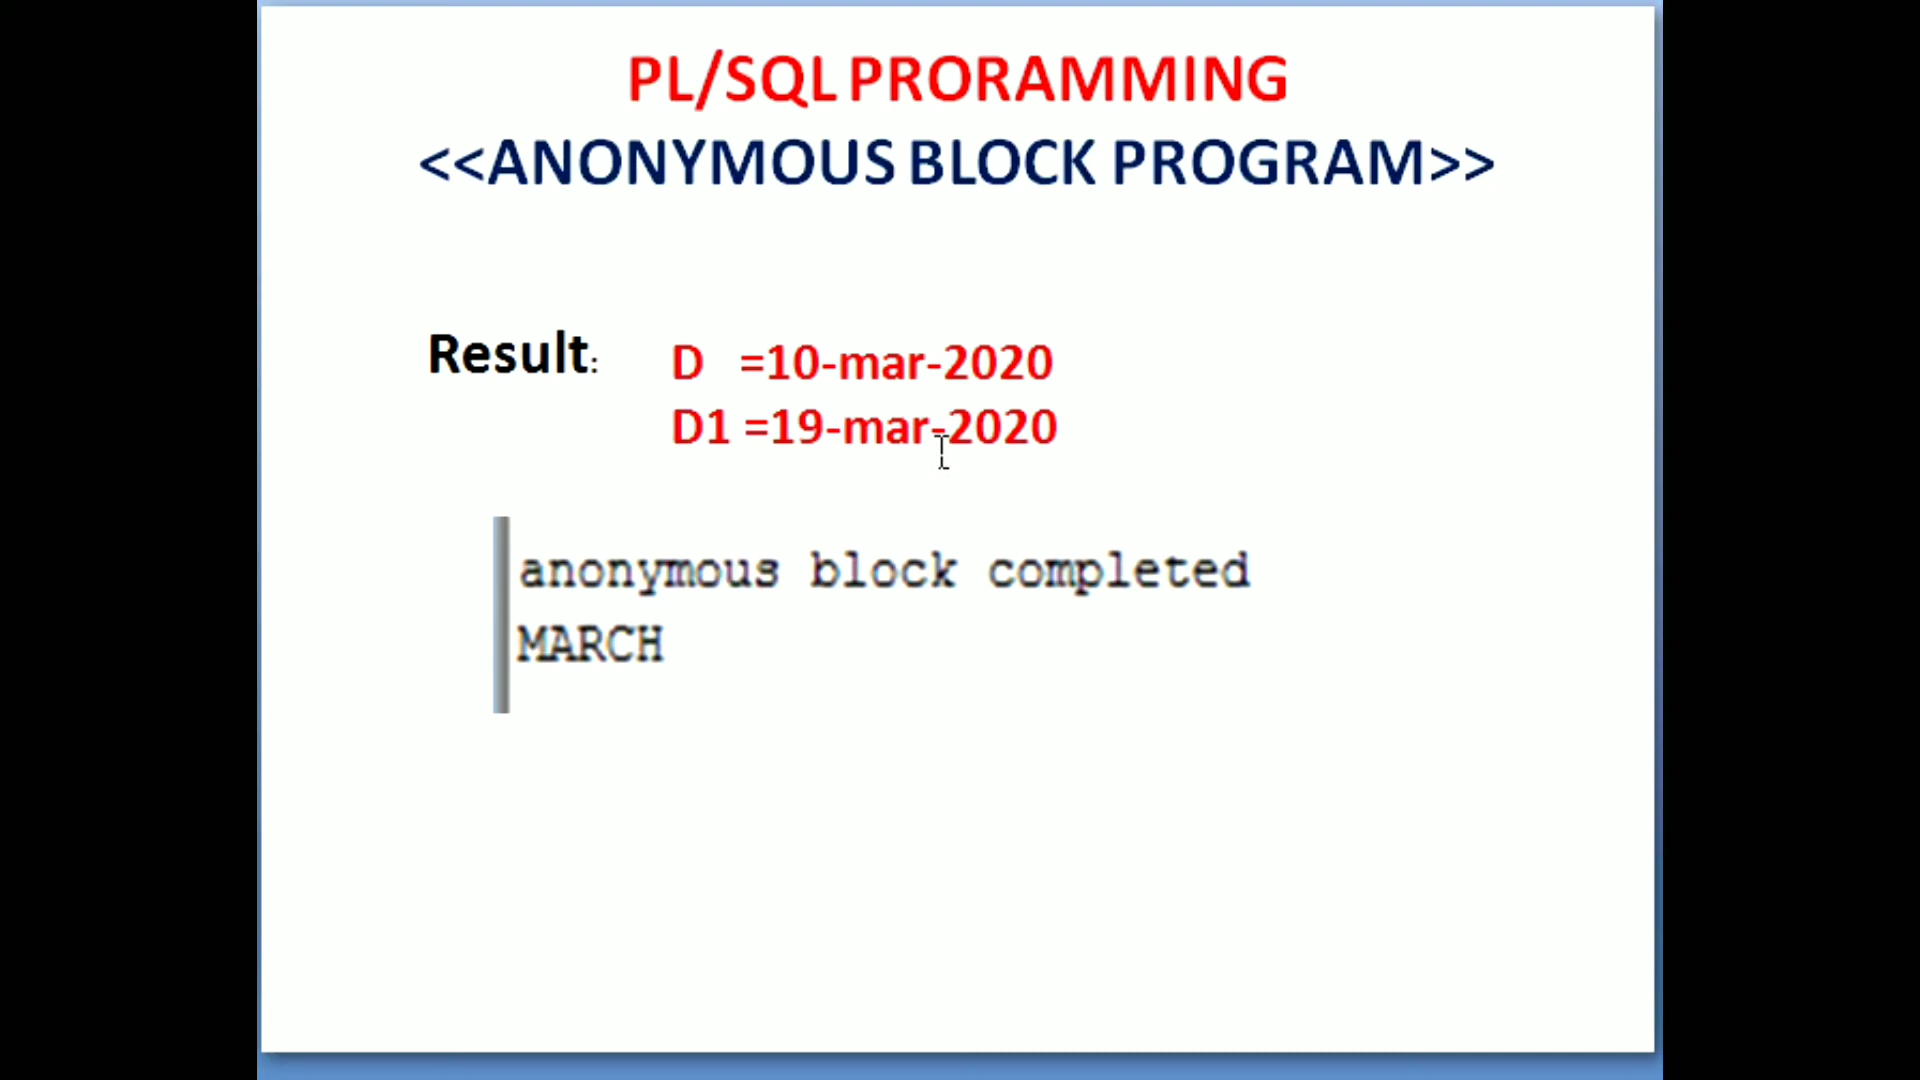 PL/SQL PRORAMMING
<<ANONYMOUS BLOCK PROGRAM>>
Result: D =10-mar-2020
D1 =19-mar-2020
anonymous block completed
MARCH